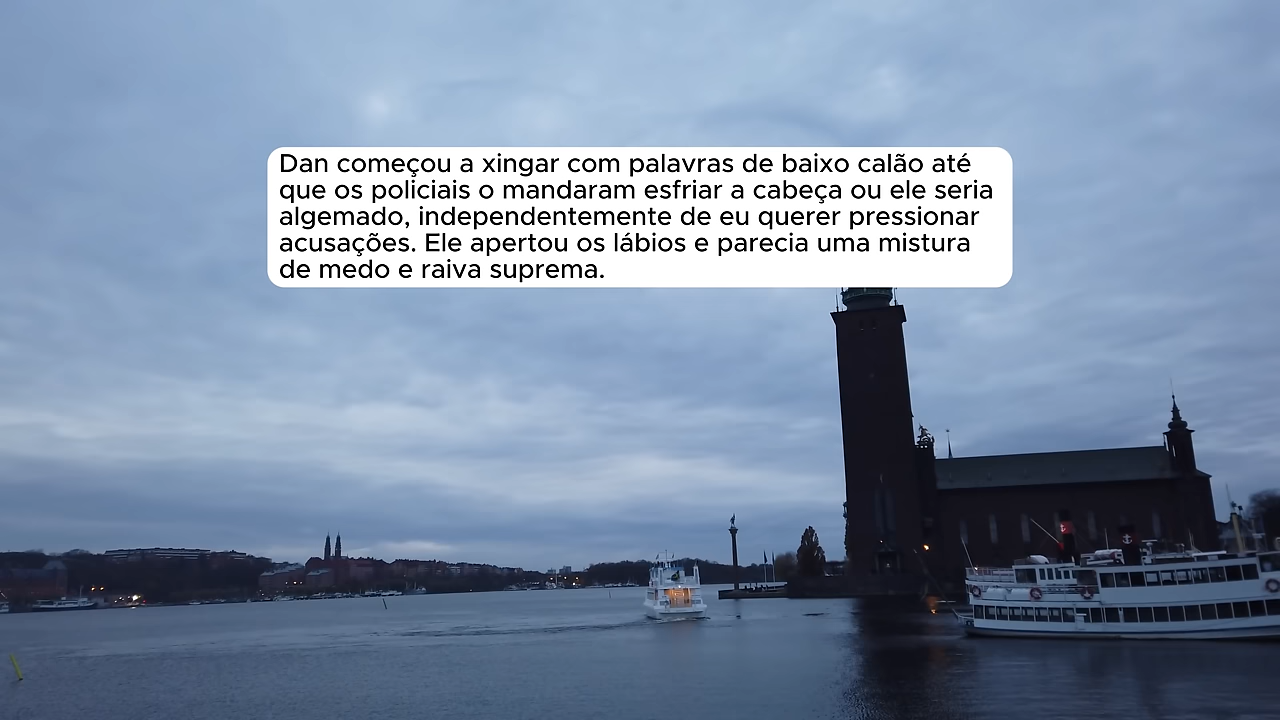 Dan começou a xingar com palavras de baixo calão até
que os policiais o mandaram esfriar a cabeça ou ele seria
algemado, independentemente de eu querer pressionar
acusações. Ele apertou os lábios e parecia uma mistura
de medo e raiva suprema.